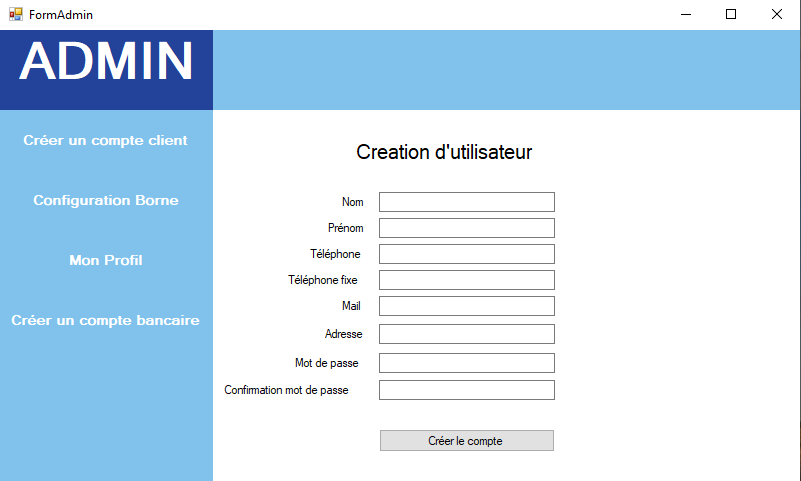 FormAdmin
ADMIN
Créer un compte client
Configuration Borne
Mon Profil
Créer un compte bancaire
Creation d'utilisateur
Nom
Prénom
Téléphone
Téléphone fixe
Mail
Adresse
Mot de passe
Confirmation mot de passe
Créer le compte